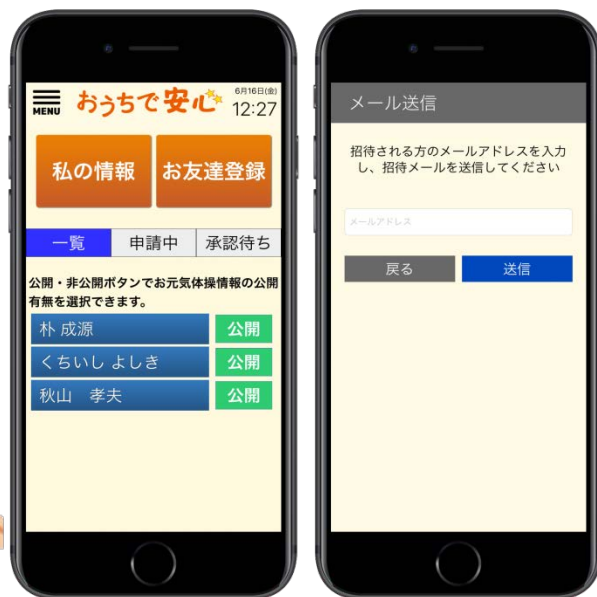 MENU
おうちで安心
6月16日(金)
12:27
私の情報
お友達登録
一覧
申請中
承認待ち
公開・非公開ボタンでお元気体操情報の公開
有無を選択できます。
朴 成源
公開
くちいし よしき
公開
秋山　孝夫
公開
メール送信
招待される方のメールアドレスを入力
し、招待メールを送信してください
メールアドレス
戻る
送信